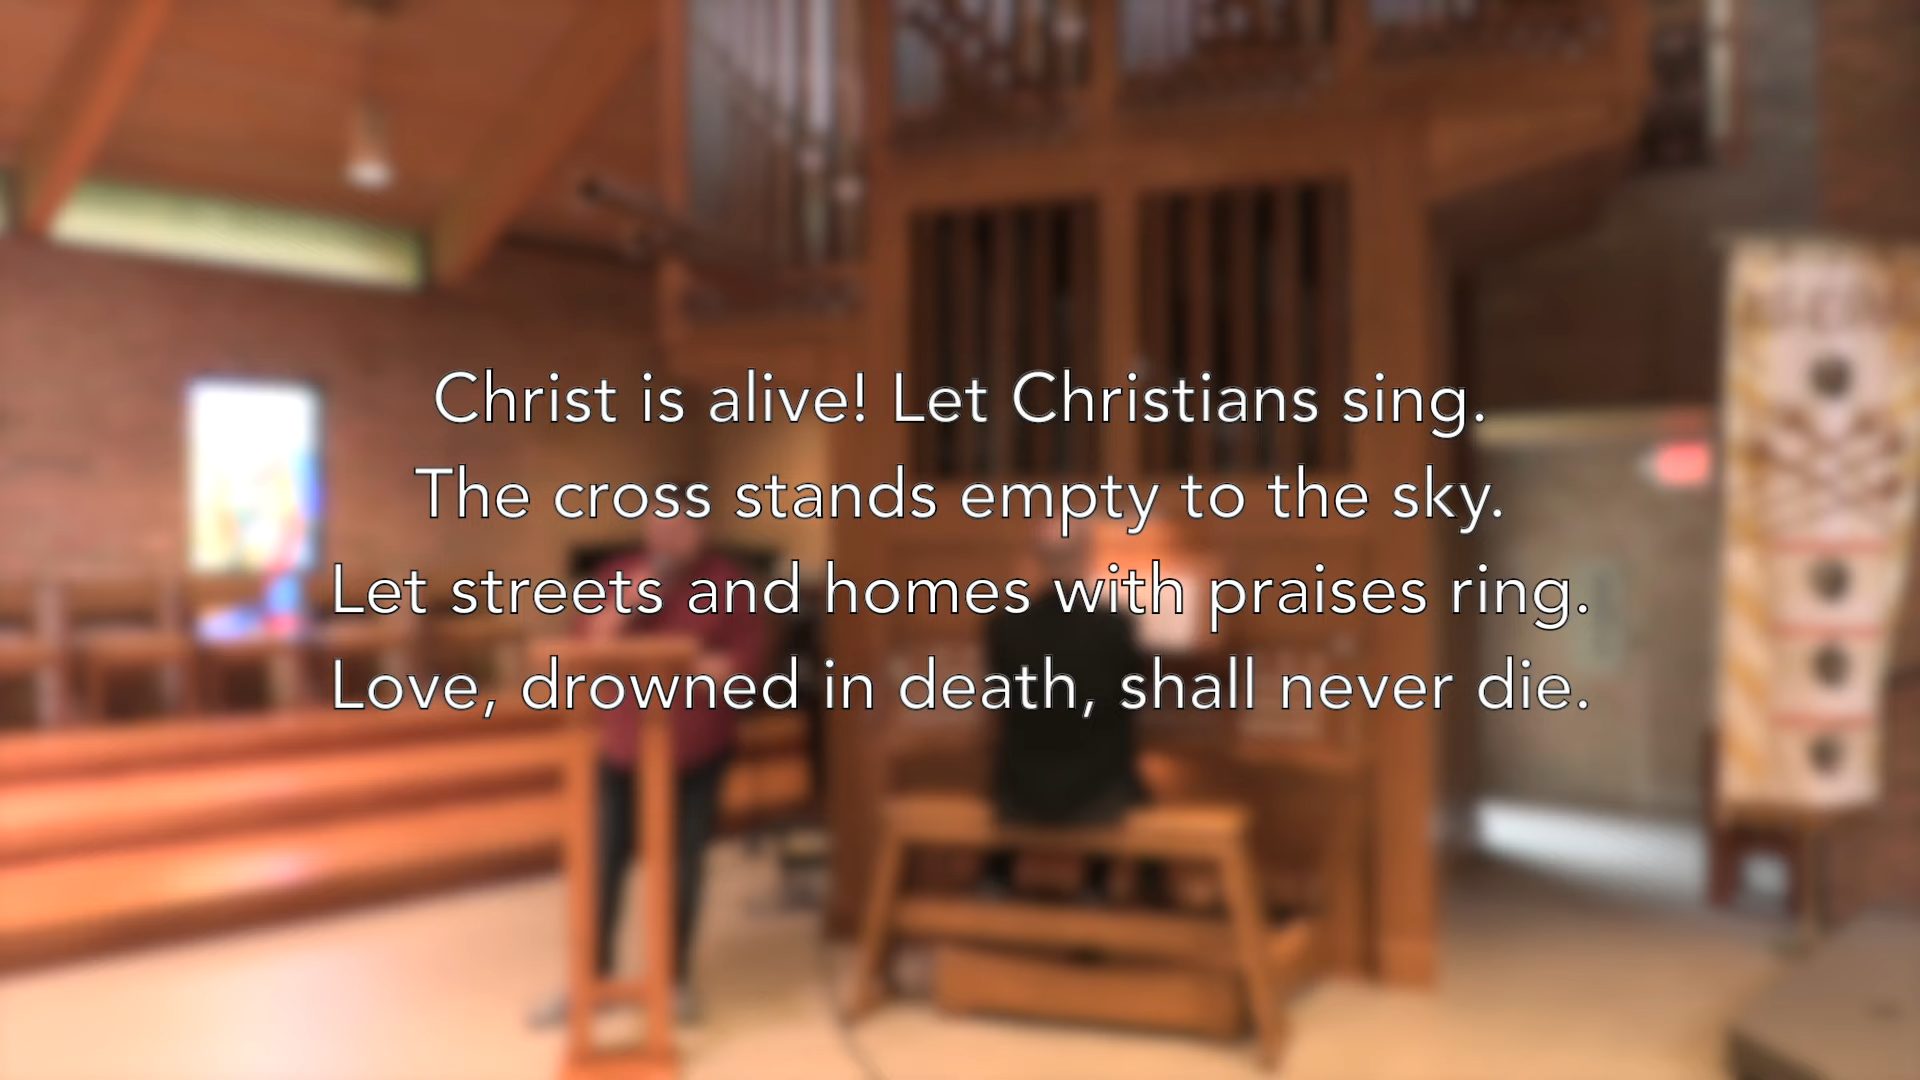 Christ is alive! Let Christians sing.
The cross stands empty to the sky.
Let streets and homes with praises ring.
Love, drowned in death, shall never die.